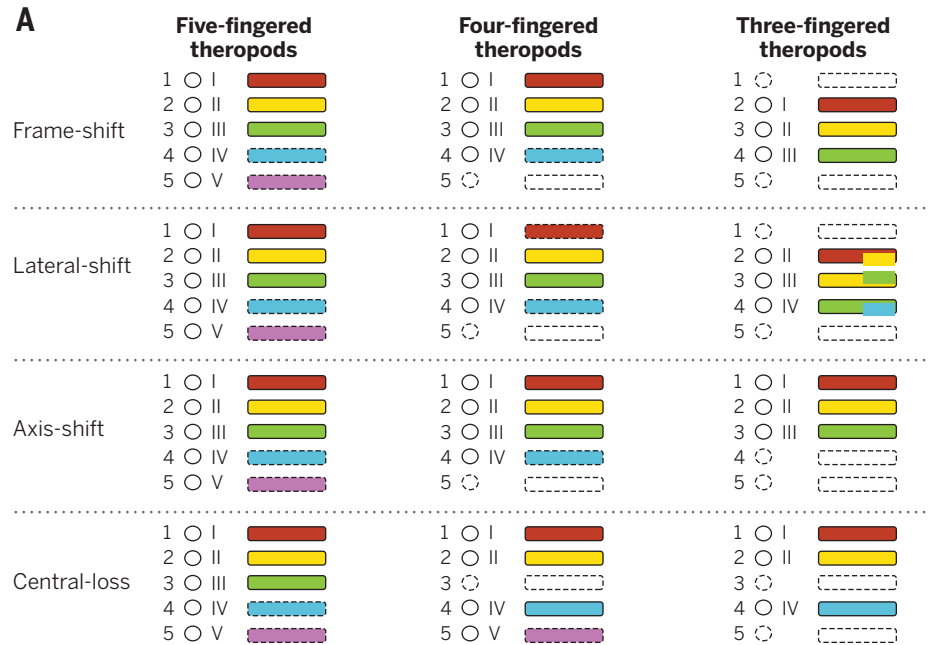 A
Five-fingered theropods
Four-fingered theropods
Three-fingered theropods
Frame-shift
1 I 1 I 1
2 II 2 II 2 I
3 III 3 III 3 II
4 IV 4 IV 4 III
5 V 5 5
Lateral-shift
1 I 1 I 1
2 II 2 II 2 II
3 III 3 III 3 III
4 IV 4 IV 4 IV
5 V 5 5
Axis-shift
1 I 1 I 1 I
2 II 2 II 2 II
3 III 3 III 3 III
4 IV 4 IV 4
5 V 5 5
Central-loss
1 I 1 I 1 I
2 II 2 II 2 II
3 III 3 3
4 IV 4 IV 4 IV
5 V 5 V 5